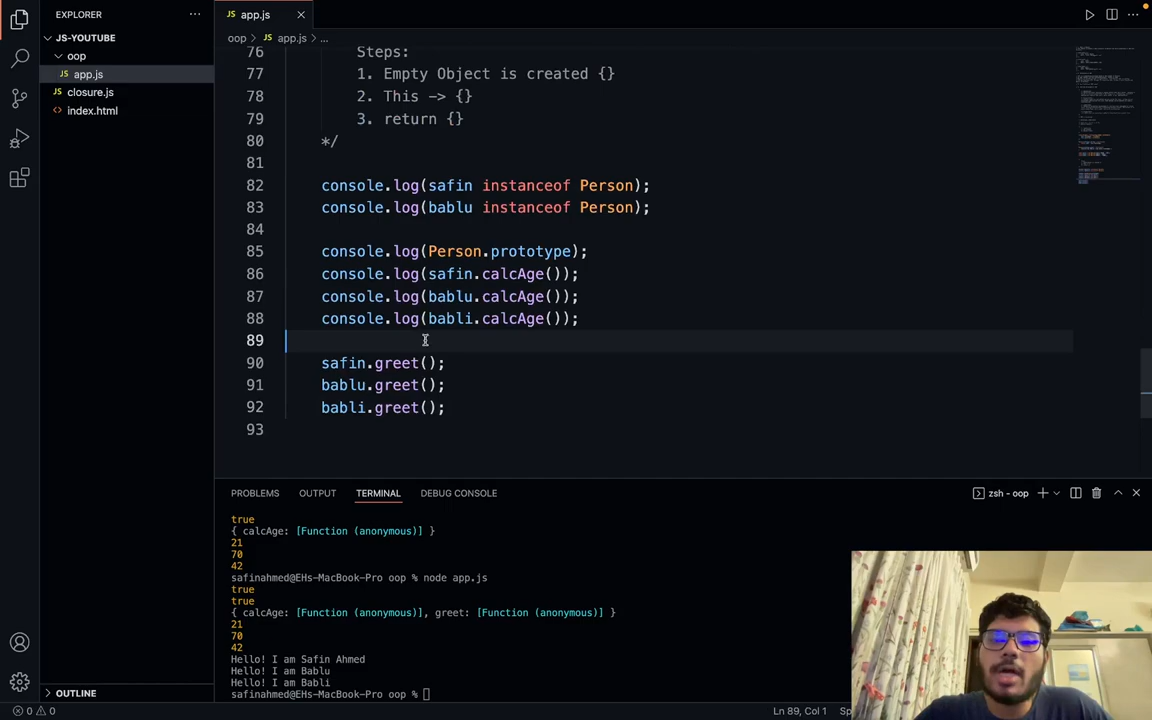 EXPLORER
JS app.js
JS-YOUTUBE
oop > JS app.js > ...
oop
JS app.js
JS closure.js
<> index.html
76 Steps:
77 1. Empty Object is created {}
78 2. This -> {}
79 3. return {}
80 */
81
82 console.log(safin instanceof Person);
83 console.log(bablu instanceof Person);
84
85 console.log(Person.prototype);
86 console.log(safin.calcAge());
87 console.log(bablu.calcAge());
88 console.log(babli.calcAge());
89
90 safin.greet();
91 bablu.greet();
92 babli.greet();
93
PROBLEMS OUTPUT TERMINAL DEBUG CONSOLE zsh - oop
true
{ calcAge: [Function (anonymous)] }
21
70
42
safinahmed@EHs-MacBook-Pro oop % node app.js
true
true
{ calcAge: [Function (anonymous)], greet: [Function (anonymous)] }
21
70
42
Hello! I am Safin Ahmed
Hello! I am Bablu
Hello! I am Babli
safinahmed@EHs-MacBook-Pro oop %
OUTLINE
0 0 Ln 89, Col 1